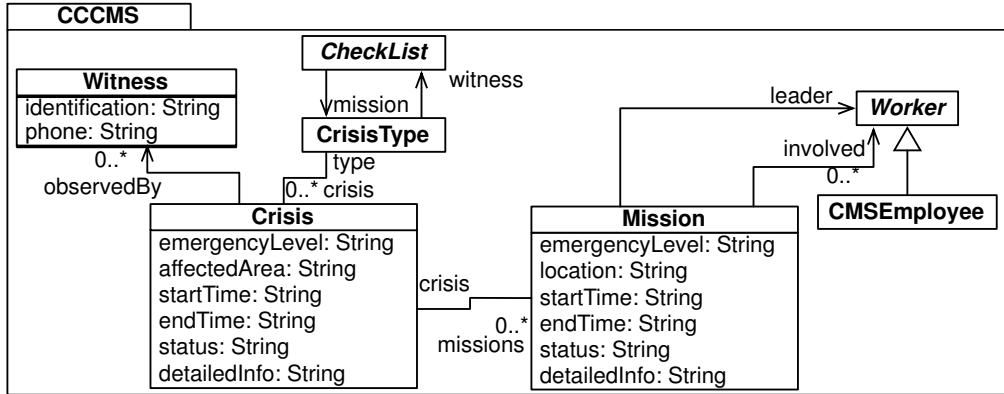 CCCMS
CheckList
witness
mission
CrisisType
type
0..* crisis
Witness
identification: String
phone: String
0..*
observedBy
leader
Worker
involved
0..*
CMSEmployee
Crisis
emergencyLevel: String
affectedArea: String
startTime: String
endTime: String
status: String
detailedInfo: String
crisis
0..*
missions
Mission
emergencyLevel: String
location: String
startTime: String
endTime: String
status: String
detailedInfo: String